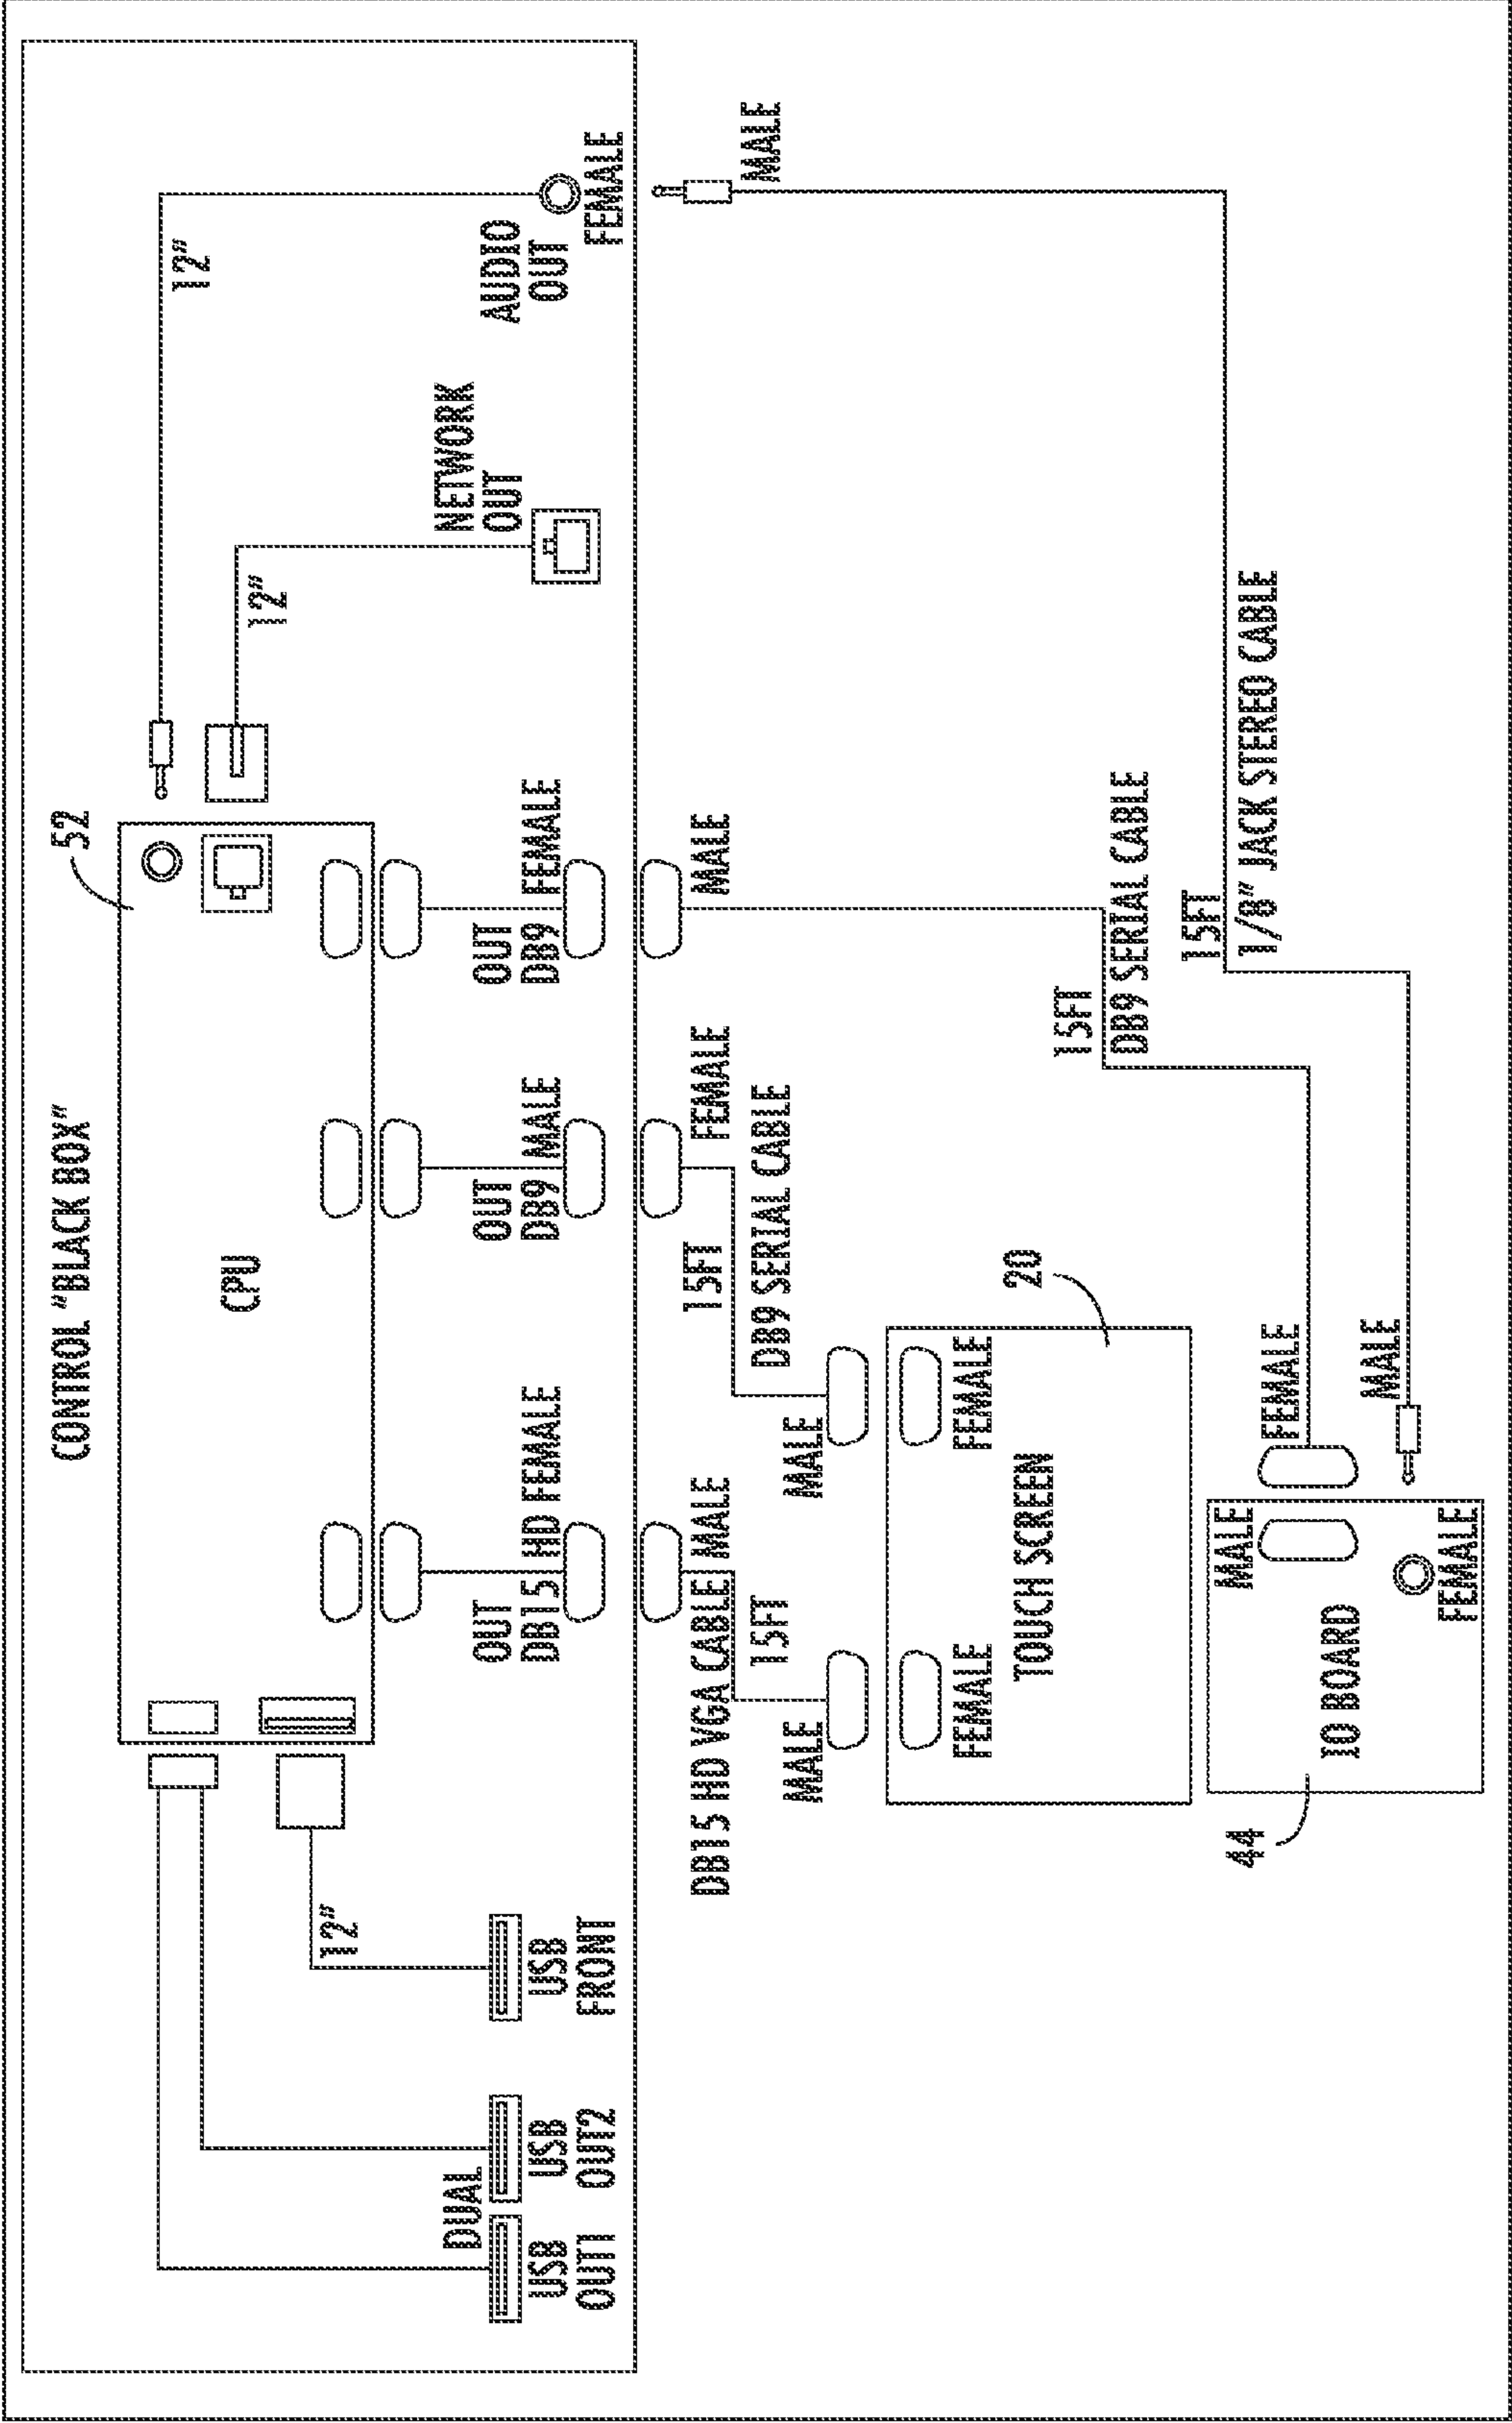 CONTROL "BLACK BOX"
52
CPU
12"
12"
12"
DUAL
USB
OUT1
USB
OUT2
USB
FRONT
OUT
DB15 HD FEMALE
OUT
DB9 MALE
OUT
DB9 FEMALE
NETWORK
OUT
AUDIO
OUT
FEMALE
DB15 HD VGA CABLE MALE
15FT
MALE
FEMALE
15FT
DB9 SERIAL CABLE
MALE
MALE
MALE
FEMALE
FEMALE
TOUCH SCREEN
20
15FT
DB9 SERIAL CABLE
15FT
1/8" JACK STEREO CABLE
FEMALE
MALE
MALE
FEMALE
IO BOARD
44